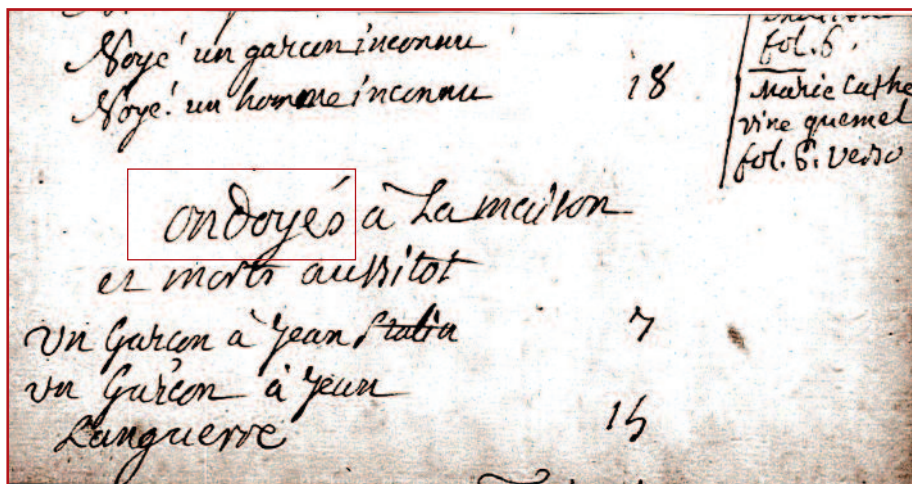 Noyé un garcon inconnu
Noyé un homme inconnu 18
fol. 6.
Marie Cathe
rine quemel
fol. 6. verso
ondoyés à La maison
et morts aussitot
un Garcon à Jean 7
un Garçon à Jean
Languerre 15